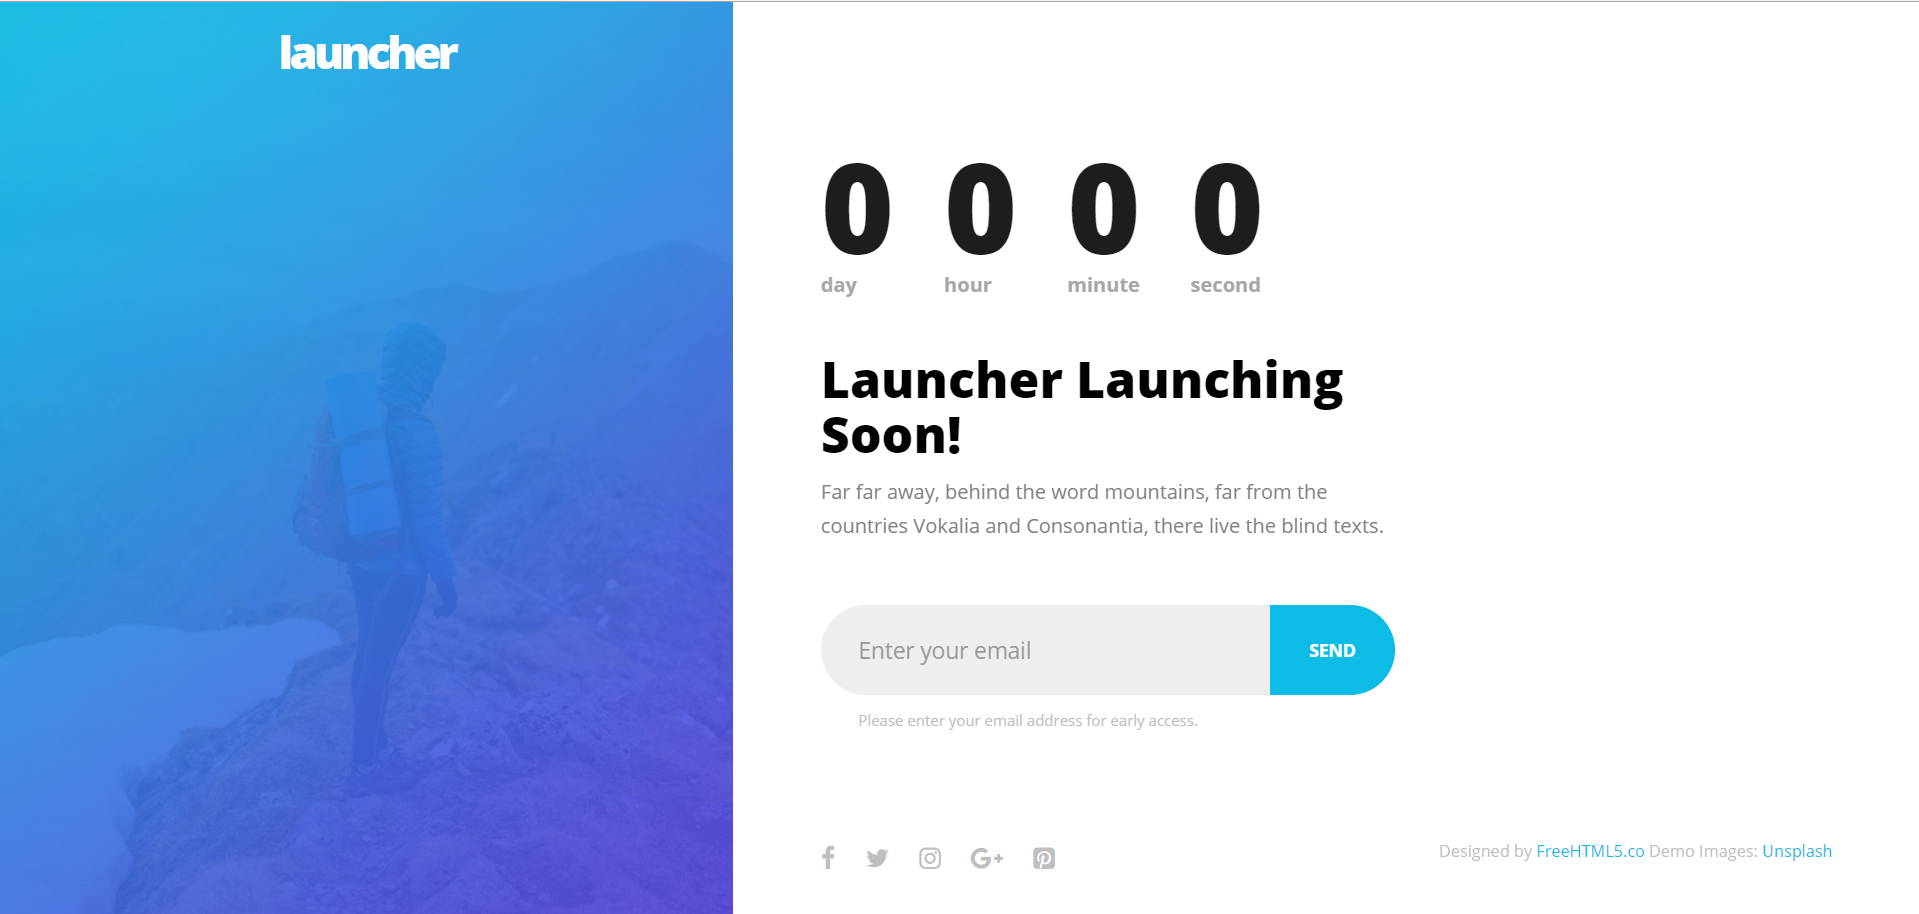 launcher
0 0 0 0
day hour minute second
Launcher Launching
Soon!
Far far away, behind the word mountains, far from the
countries Vokalia and Consonantia, there live the blind texts.
Enter your email SEND
Please enter your email address for early access.
Designed by FreeHTML5.co Demo Images: Unsplash